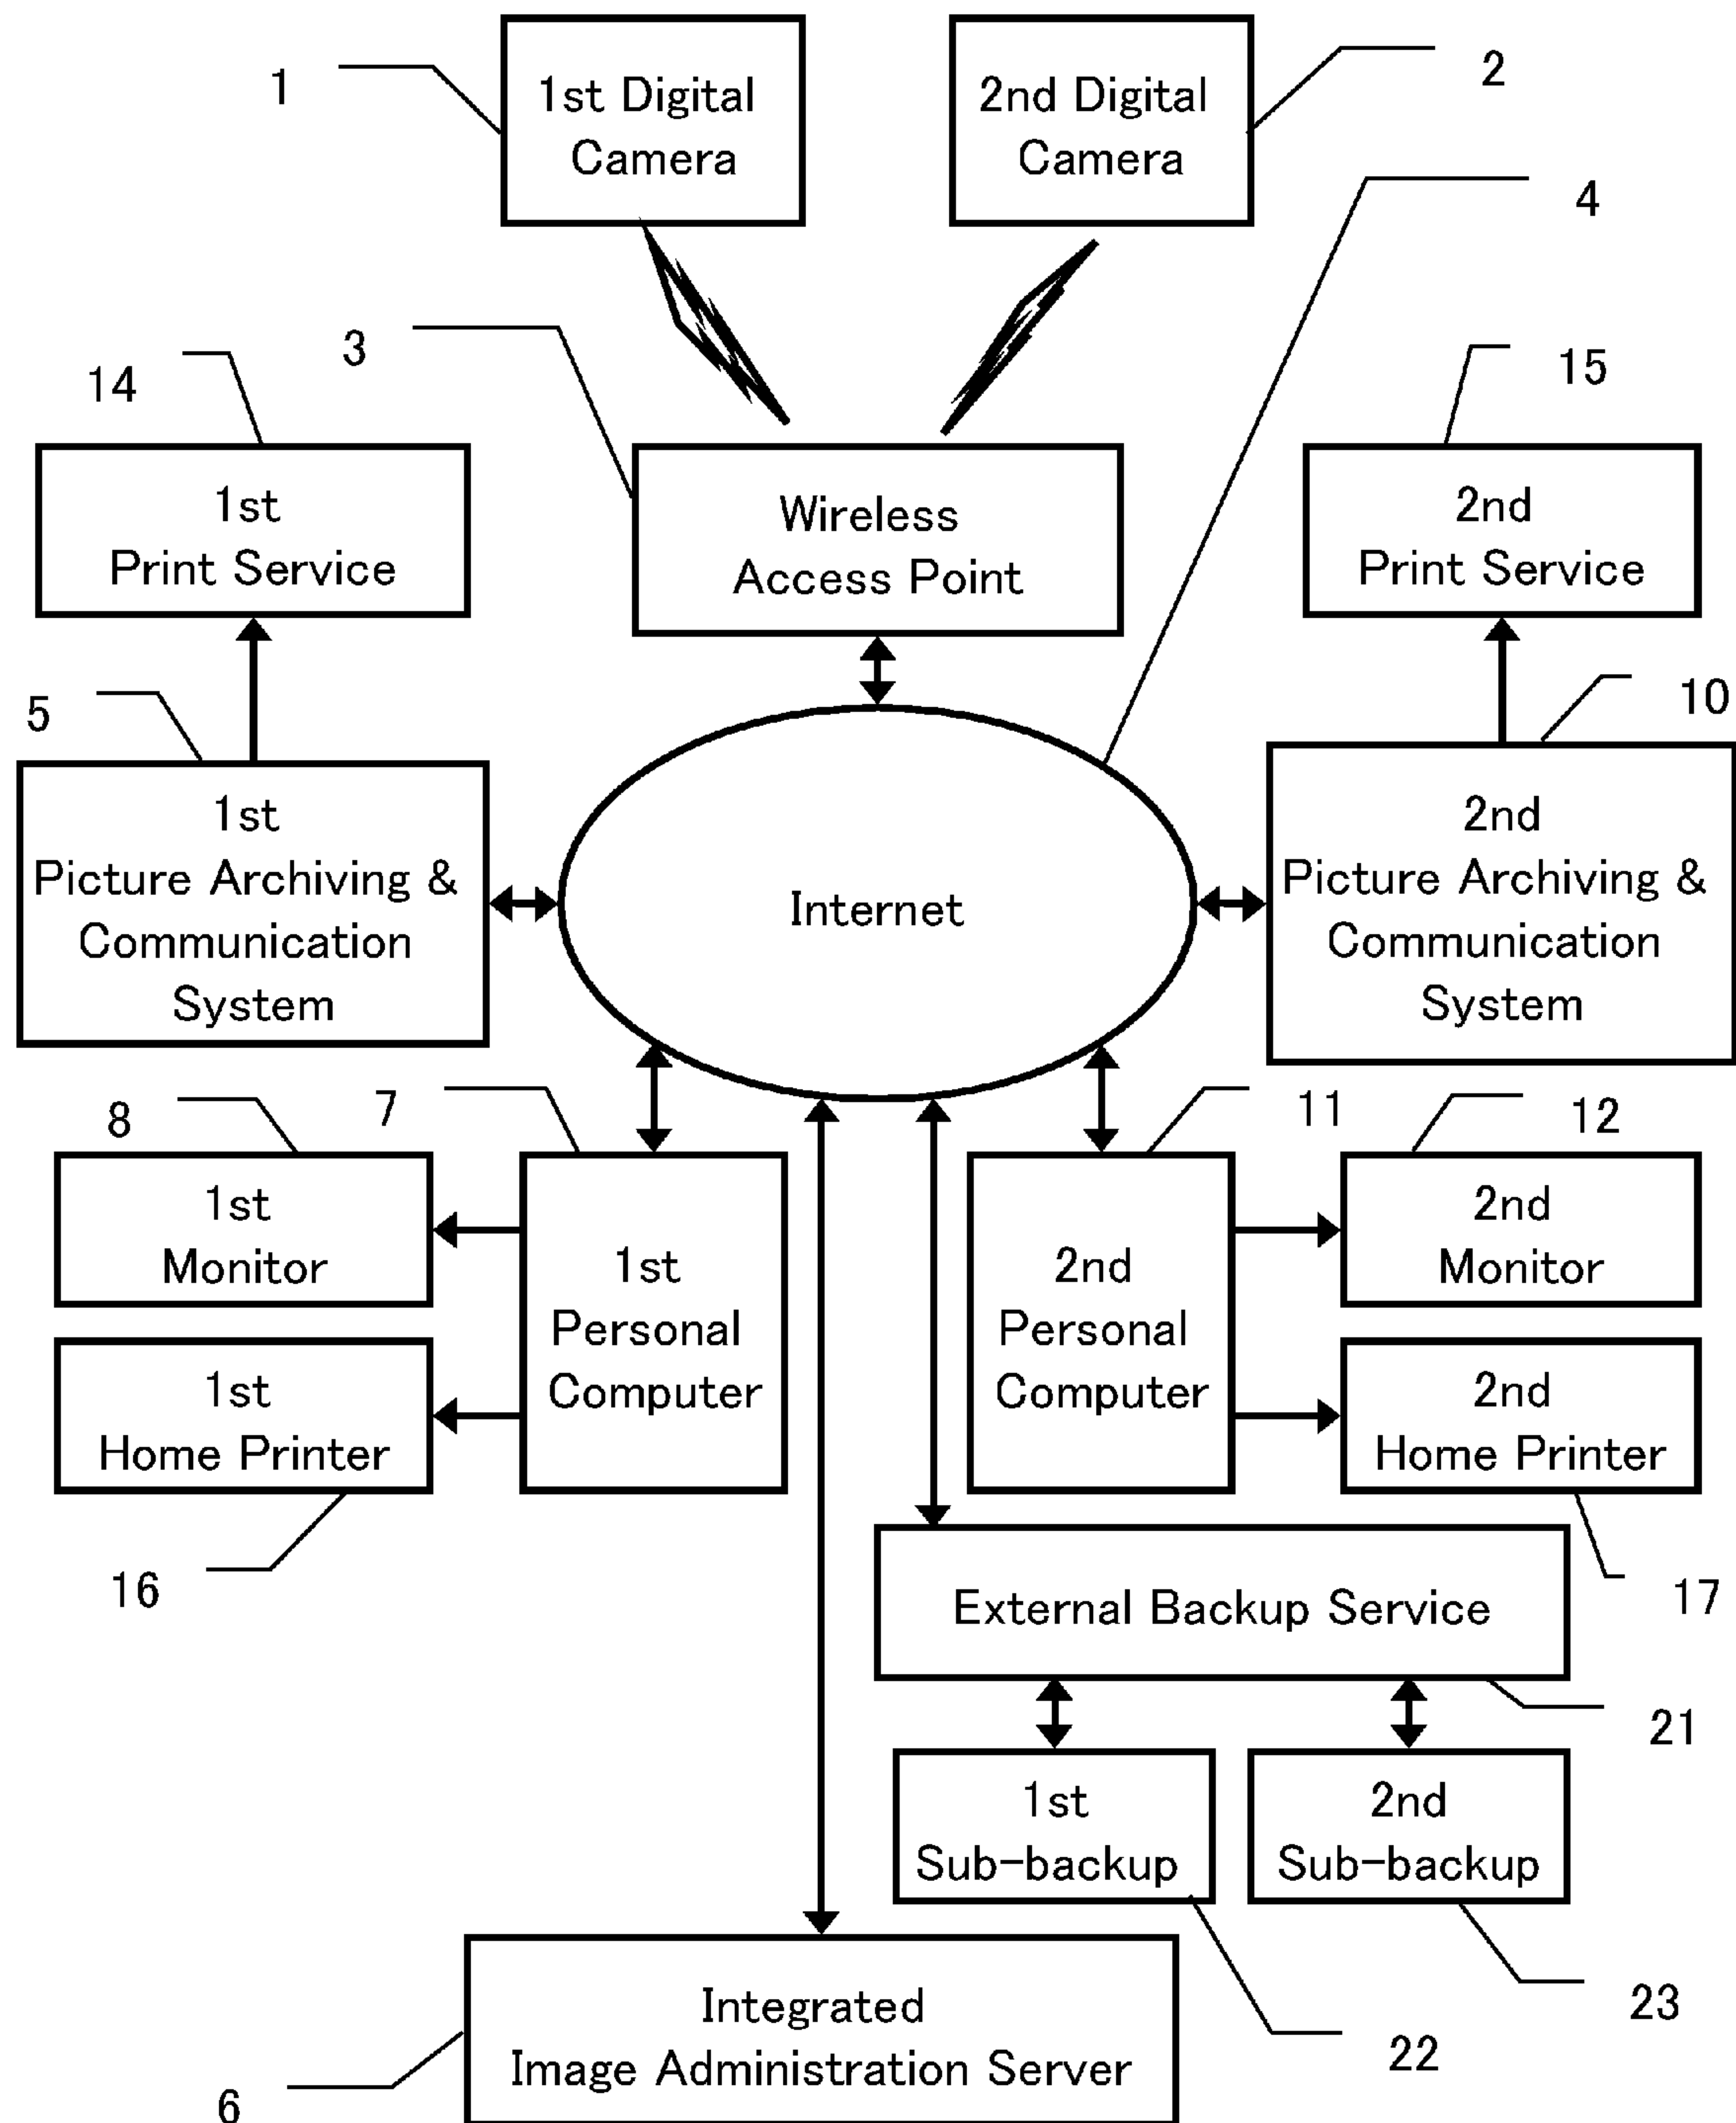 1
1st Digital
Camera
2nd Digital
Camera
2
4
3
14
15
1st
Print Service
Wireless
Access Point
2nd
Print Service
5
10
1st
Picture Archiving &
Communication
System
Internet
2nd
Picture Archiving &
Communication
System
8
7
11
12
1st
Monitor
1st
Personal
Computer
2nd
Personal
Computer
2nd
Monitor
1st
Home Printer
2nd
Home Printer
16
17
External Backup Service
21
1st
Sub-backup
2nd
Sub-backup
22
23
Integrated
Image Administration Server
6